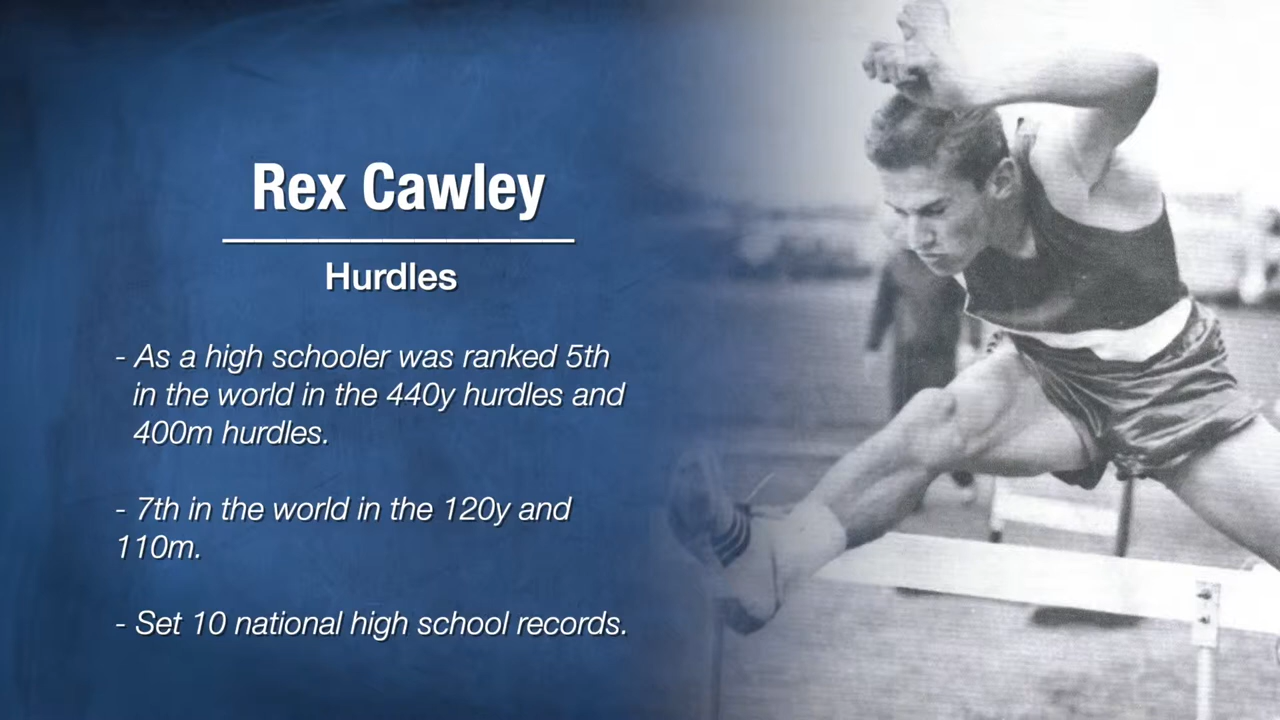 Rex Cawley
Hurdles
- As a high schooler was ranked 5th
in the world in the 440y hurdles and
400m hurdles.
- 7th in the world in the 120y and
110m.
- Set 10 national high school records.